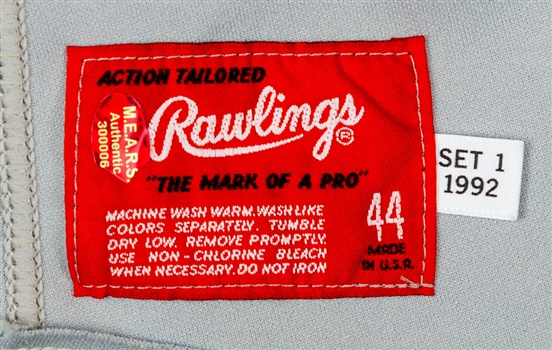 ACTION TAILORED
M.E.A.R.S.
Authentic
300006
Rawlings®
"THE MARK OF A PRO"
MACHINE WASH WARM. WASH LIKE
COLORS SEPARATELY. TUMBLE
DRY LOW. REMOVE PROMPTLY.
USE NON-CHLORINE BLEACH
WHEN NECESSARY. DO NOT IRON
44
MADE
IN U.S.A.
SET 1
1992